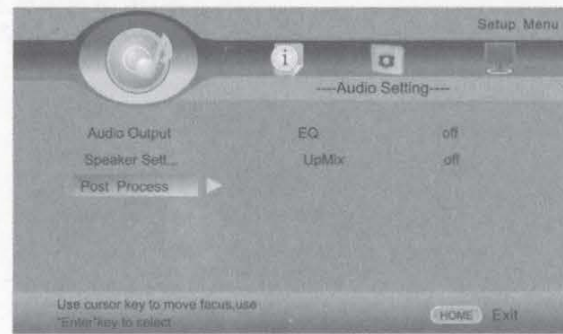 Setup Menu
----Audio Setting----
Audio Output EQ off
Speaker Sett... UpMix off
Post Process
Use cursor key to move focus,use
"Enter"key to select
HOME Exit